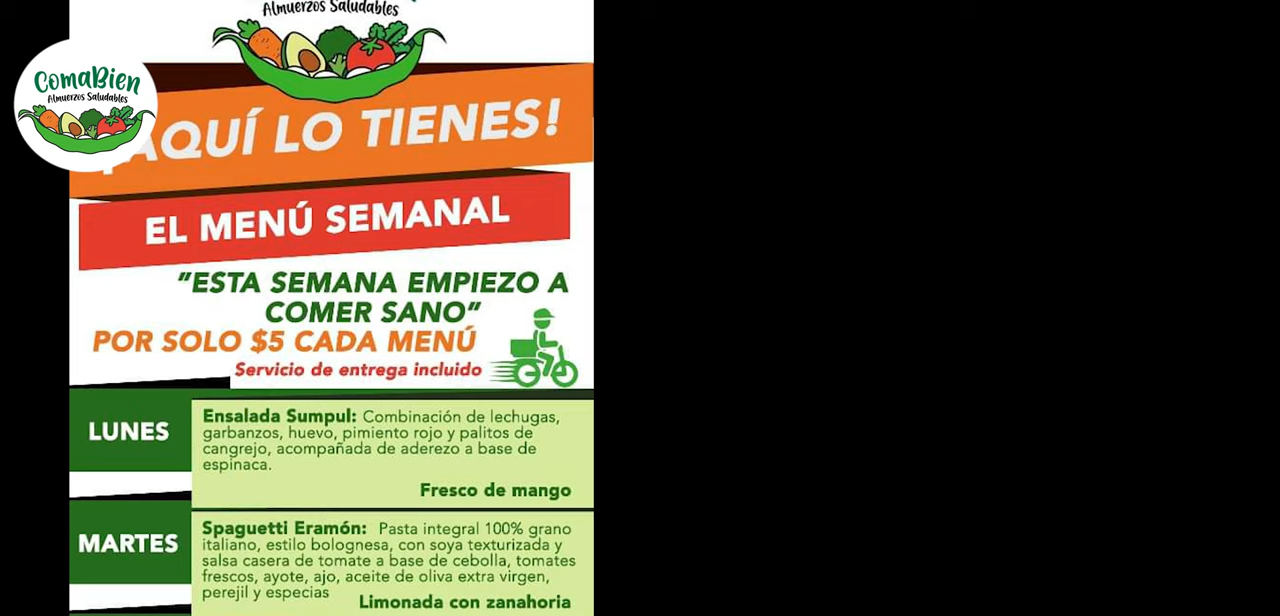 Almuerzos Saludables
ComaBien
Almuerzos Saludables
¡AQUÍ LO TIENES!
EL MENÚ SEMANAL
"ESTA SEMANA EMPIEZO A
COMER SANO"
POR SOLO $5 CADA MENÚ
Servicio de entrega incluido
LUNES
Ensalada Sumpul: Combinación de lechugas,
garbanzos, huevo, pimiento rojo y palitos de
cangrejo, acompañada de aderezo a base de
espinaca.
Fresco de mango
MARTES
Spaguetti Eramón: Pasta integral 100% grano
italiano, estilo bolognesa, con soya texturizada y
salsa casera de tomate a base de cebolla, tomates
frescos, ayote, ajo, aceite de oliva extra virgen,
perejil y especias
Limonada con zanahoria